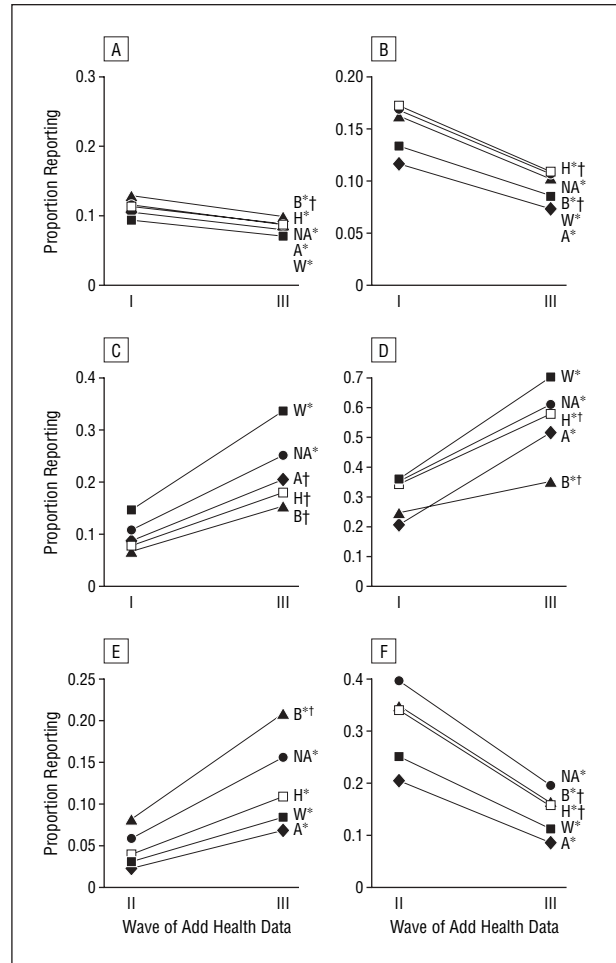 A
Proportion Reporting
0.3
0.2
0.1
0
B*†
H*
NA*
A*
W*
I
III
B
0.20
0.15
0.10
0.05
0
H*†
NA*
B*†
W*
A*
I
III
C
Proportion Reporting
0.4
0.3
0.2
0.1
0
W*
NA*
A†
H†
B†
I
III
D
0.7
0.6
0.5
0.4
0.3
0.2
0.1
0
W*
NA*
H*†
A*
B*†
I
III
E
Proportion Reporting
0.25
0.20
0.15
0.10
0.05
0
B*†
NA*
H*
W*
A*
II
III
Wave of Add Health Data
F
0.4
0.3
0.2
0.1
0
NA*
B*†
H*†
W*
A*
II
III
Wave of Add Health Data